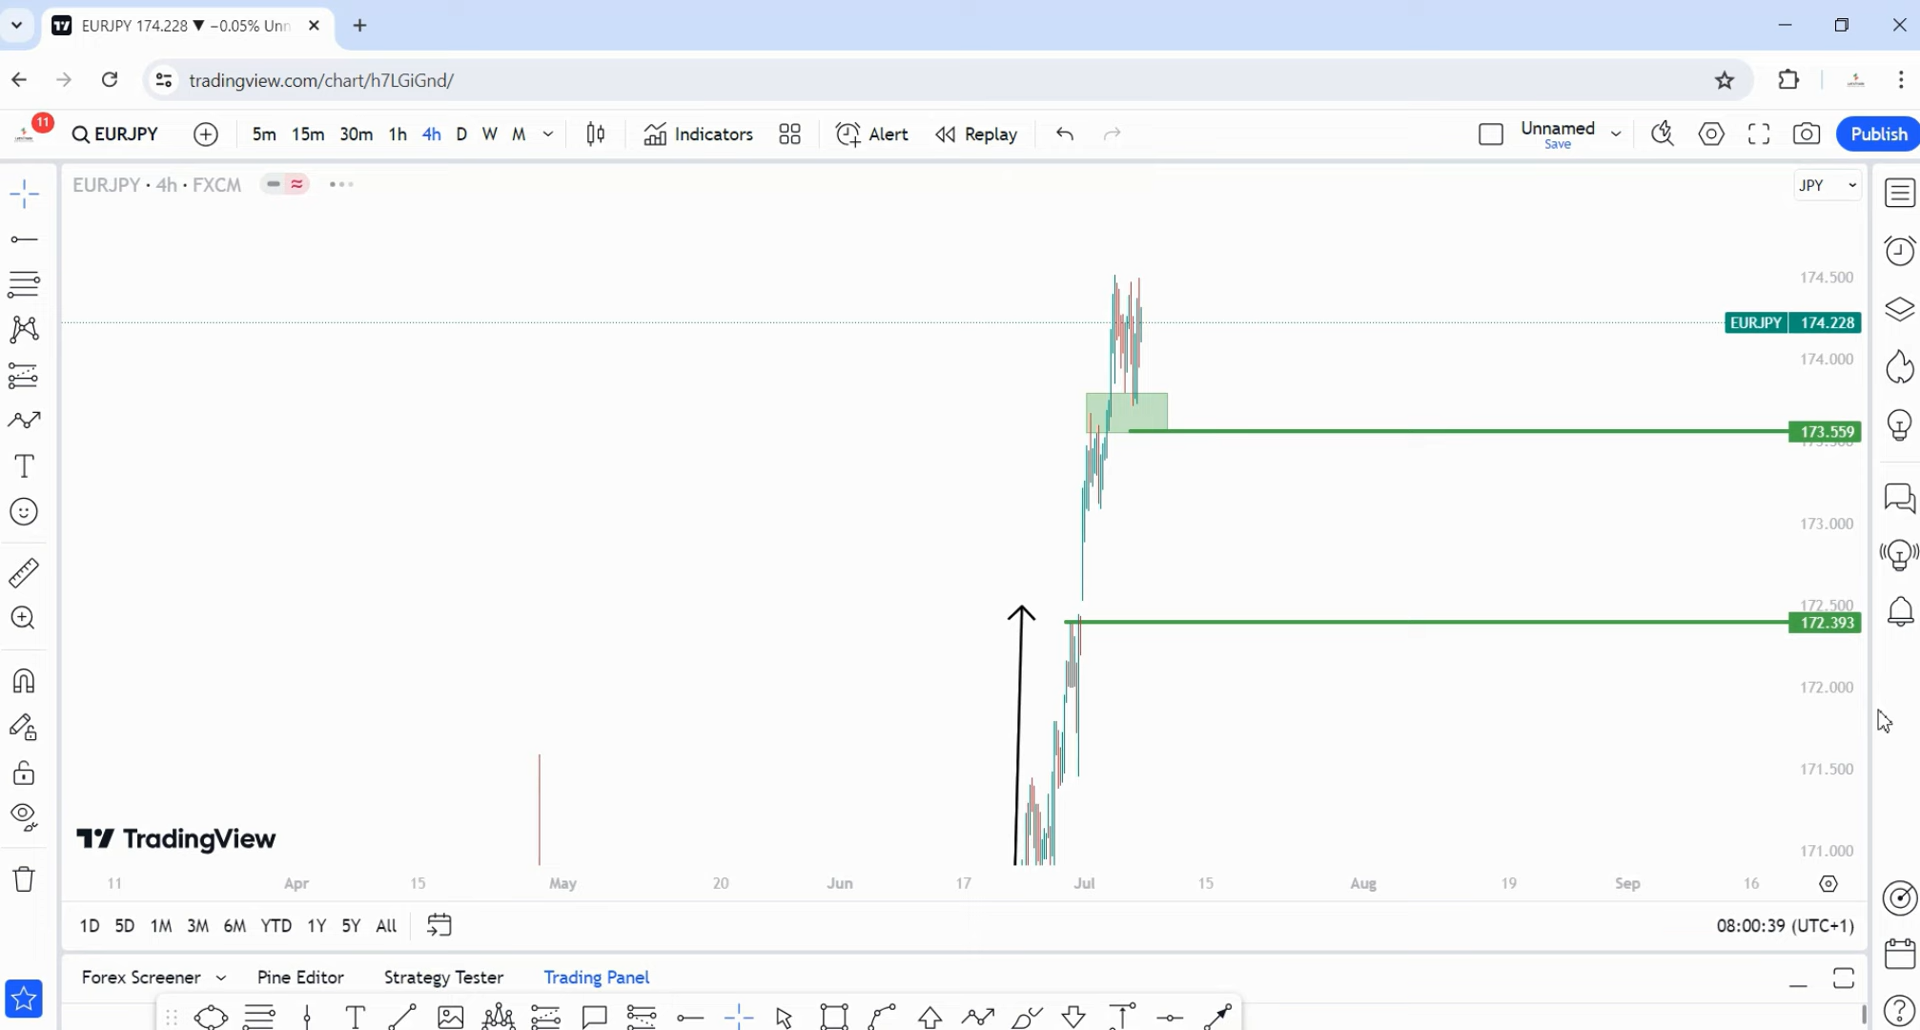 EURJPY 174.228 ▼ −0.05% Unn
tradingview.com/chart/h7LGiGnd/
11
EURJPY
5m 15m 30m 1h 4h D W M
Indicators
Alert
Replay
Unnamed
Save
Publish
EURJPY · 4h · FXCM
JPY
174.500
EURJPY 174.228
174.000
173.559
173.000
172.500
172.393
172.000
171.500
171.000
TradingView
11 Apr 15 May 20 Jun 17 Jul 15 Aug 19 Sep 16
1D 5D 1M 3M 6M YTD 1Y 5Y All
08:00:39 (UTC+1)
Forex Screener Pine Editor Strategy Tester Trading Panel